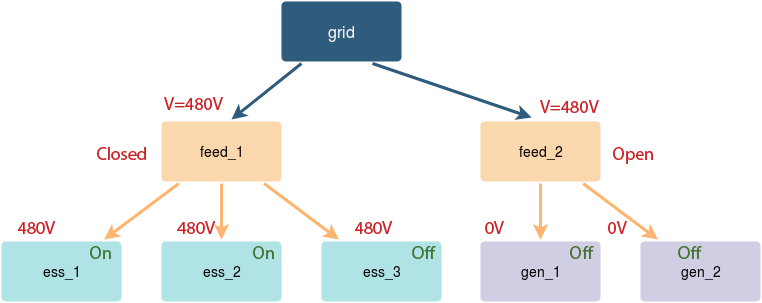 grid
V=480V
V=480V
Closed
feed_1
feed_2
Open
480V
480V
480V
0V
0V
On
ess_1
On
ess_2
Off
ess_3
Off
gen_1
Off
gen_2